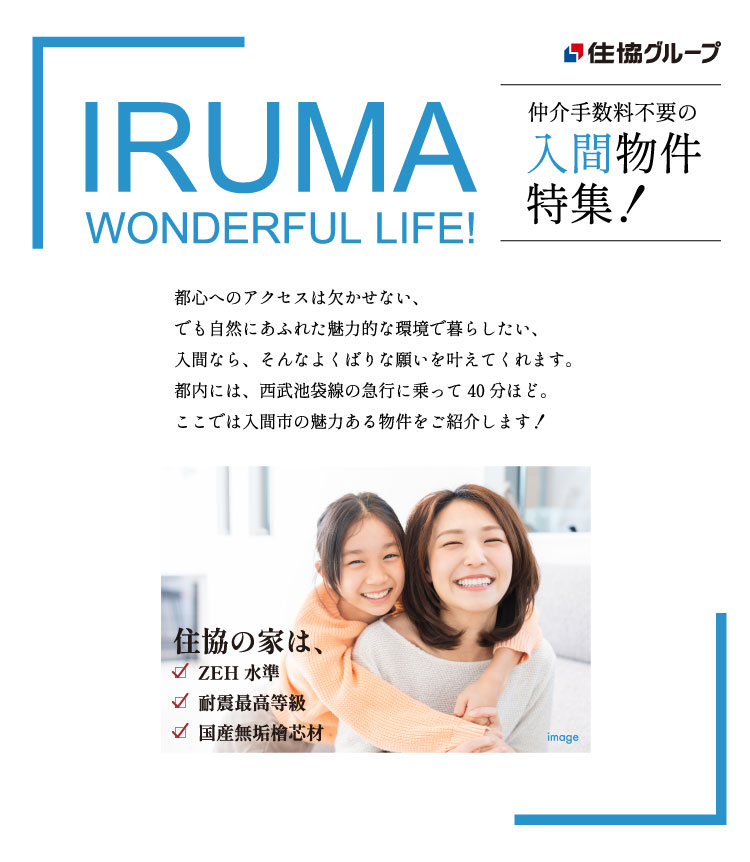 住協グループ
IRUMA
WONDERFUL LIFE!
仲介手数料不要の
入間物件
特集！
都心へのアクセスは欠かせない、
でも自然にあふれた魅力的な環境で暮らしたい、
入間なら、そんなよくばりな願いを叶えてくれます。
都内には、西武池袋線の急行に乗って 40 分ほど。
ここでは入間市の魅力ある物件をご紹介します！
住協の家は、
ZEH 水準
耐震最高等級
国産無垢檜芯材
image